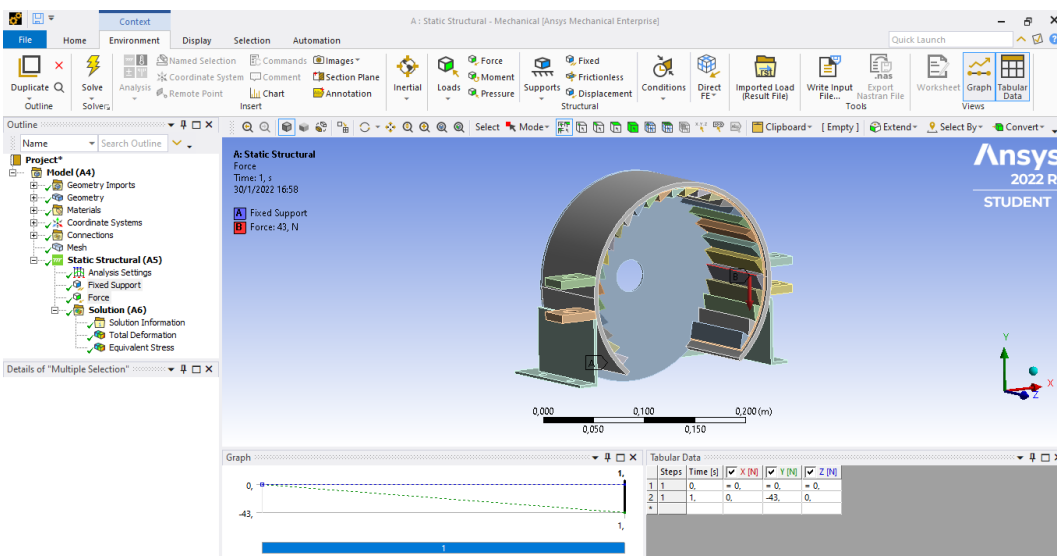 Context
A : Static Structural - Mechanical [Ansys Mechanical Enterprise]
File Home Environment Display Selection Automation
Quick Launch
Duplicate
Outline
Solve
Solvers
Analysis
Named Selection
Coordinate System
Remote Point
Commands
Comment
Chart
Images
Section Plane
Annotation
Insert
Inertial
Loads
Force
Moment
Pressure
Supports
Fixed
Frictionless
Displacement
Structural
Conditions
Direct
FE
.rst
Imported Load
(Result File)
Write Input
File...
.nas
Export
Nastran File
Tools
Worksheet
Graph
Tabular
Data
Views
Outline
Name Search Outline
Select Mode Clipboard [ Empty ] Extend Select By Convert
Project*
Model (A4)
Geometry Imports
Geometry
Materials
Coordinate Systems
Connections
Mesh
Static Structural (A5)
Analysis Settings
Fixed Support
Force
Solution (A6)
Solution Information
Total Deformation
Equivalent Stress
Details of "Multiple Selection"
A: Static Structural
Force
Time: 1, s
30/1/2022 16:58
A Fixed Support
B Force: 43, N
Ansys
2022 R
STUDENT
B
A
Y
X
Z
0,000 0,100 0,200 (m)
0,050 0,150
Graph
1,
0,
-43,
1,
1
Tabular Data
Steps Time [s] X [N] Y [N] Z [N]
1 1 0, = 0, = 0, = 0,
2 1 1, 0, -43, 0,
*